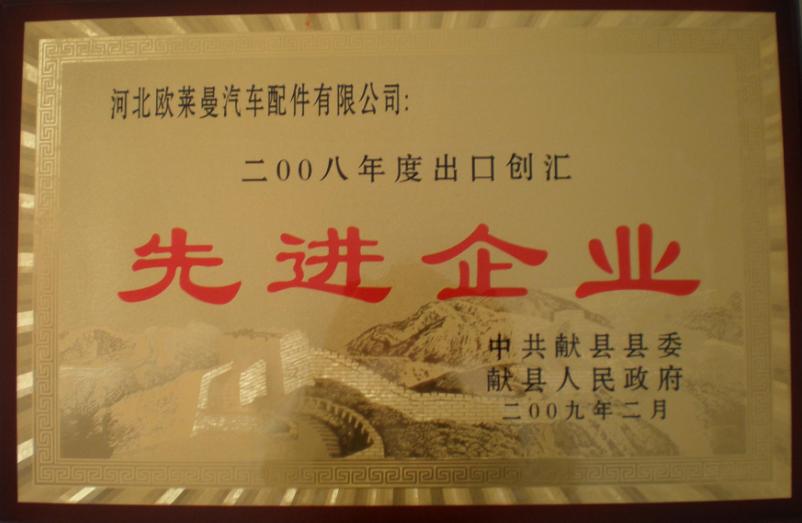 河北欧莱曼汽车配件有限公司:
二00八年度出口创汇
先进企业
中共献县县委
献县人民政府
二00九年二月